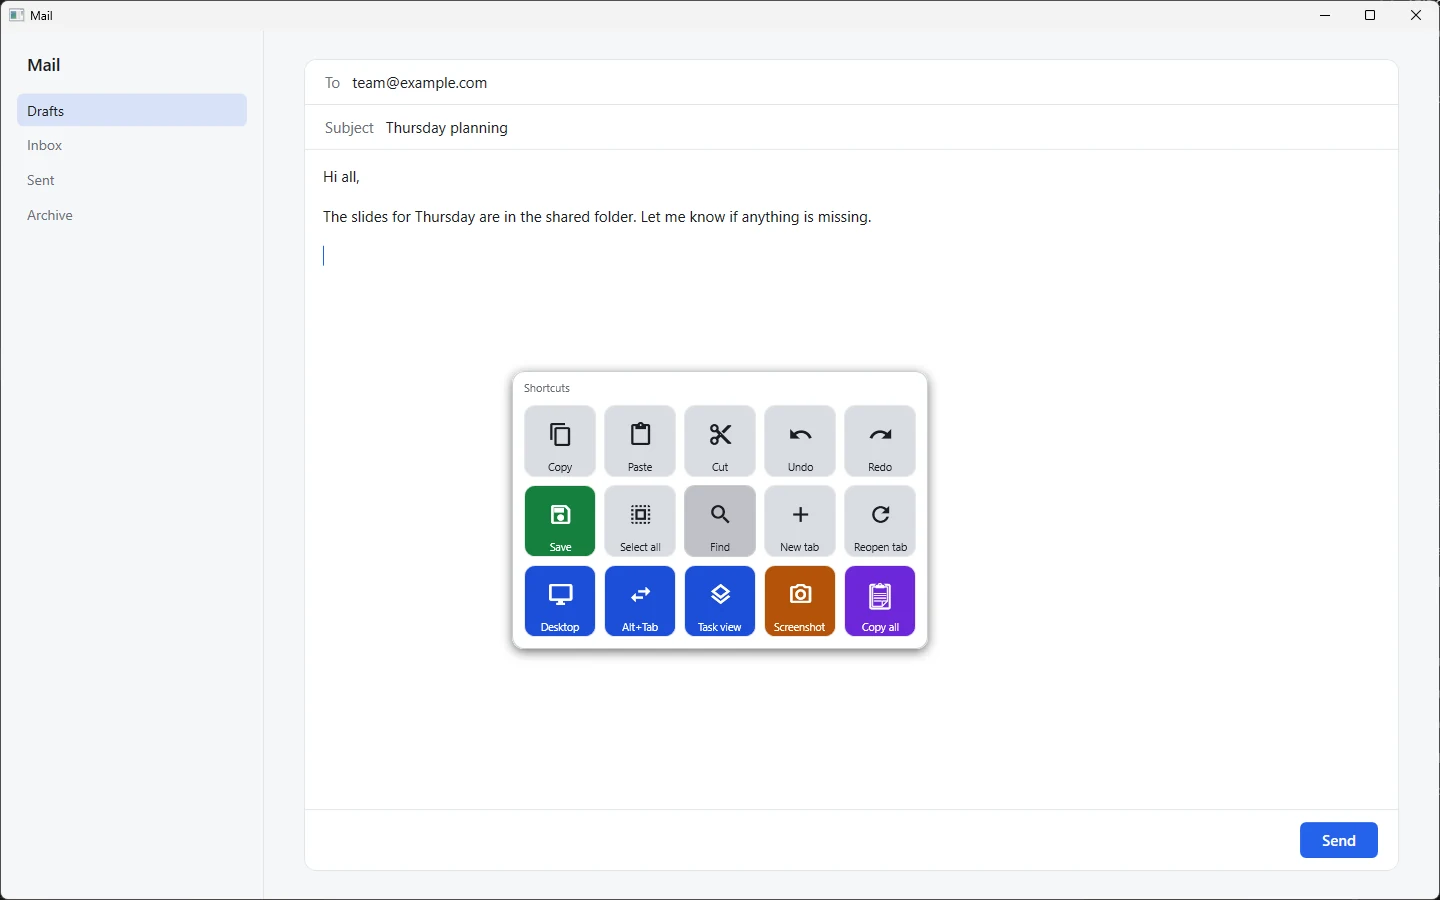 Mail
Mail
Drafts
Inbox
Sent
Archive
To team@example.com
Subject Thursday planning
Hi all,
The slides for Thursday are in the shared folder. Let me know if anything is missing.
Shortcuts
Copy Paste Cut Undo Redo
Save Select all Find New tab Reopen tab
Desktop Alt+Tab Task view Screenshot Copy all
Send